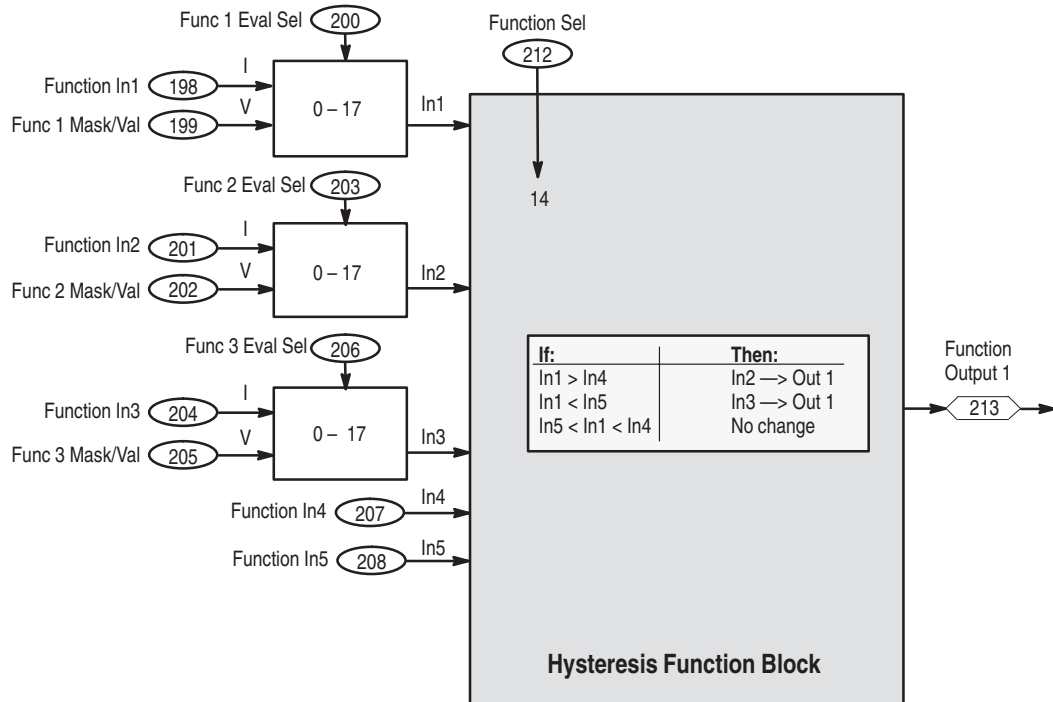 Func 1 Eval Sel 200
Function Sel
212
Function In1 198 I
Func 1 Mask/Val 199 V
0 – 17
In1
14
Func 2 Eval Sel 203
Function In2 201 I
Func 2 Mask/Val 202 V
0 – 17
In2
Func 3 Eval Sel 206
Function In3 204 I
Func 3 Mask/Val 205 V
0 – 17
In3
Function In4 207 In4
Function In5 208 In5
If: Then:
In1 > In4 In2 —> Out 1
In1 < In5 In3 —> Out 1
In5 < In1 < In4 No change
Function
Output 1
213
Hysteresis Function Block